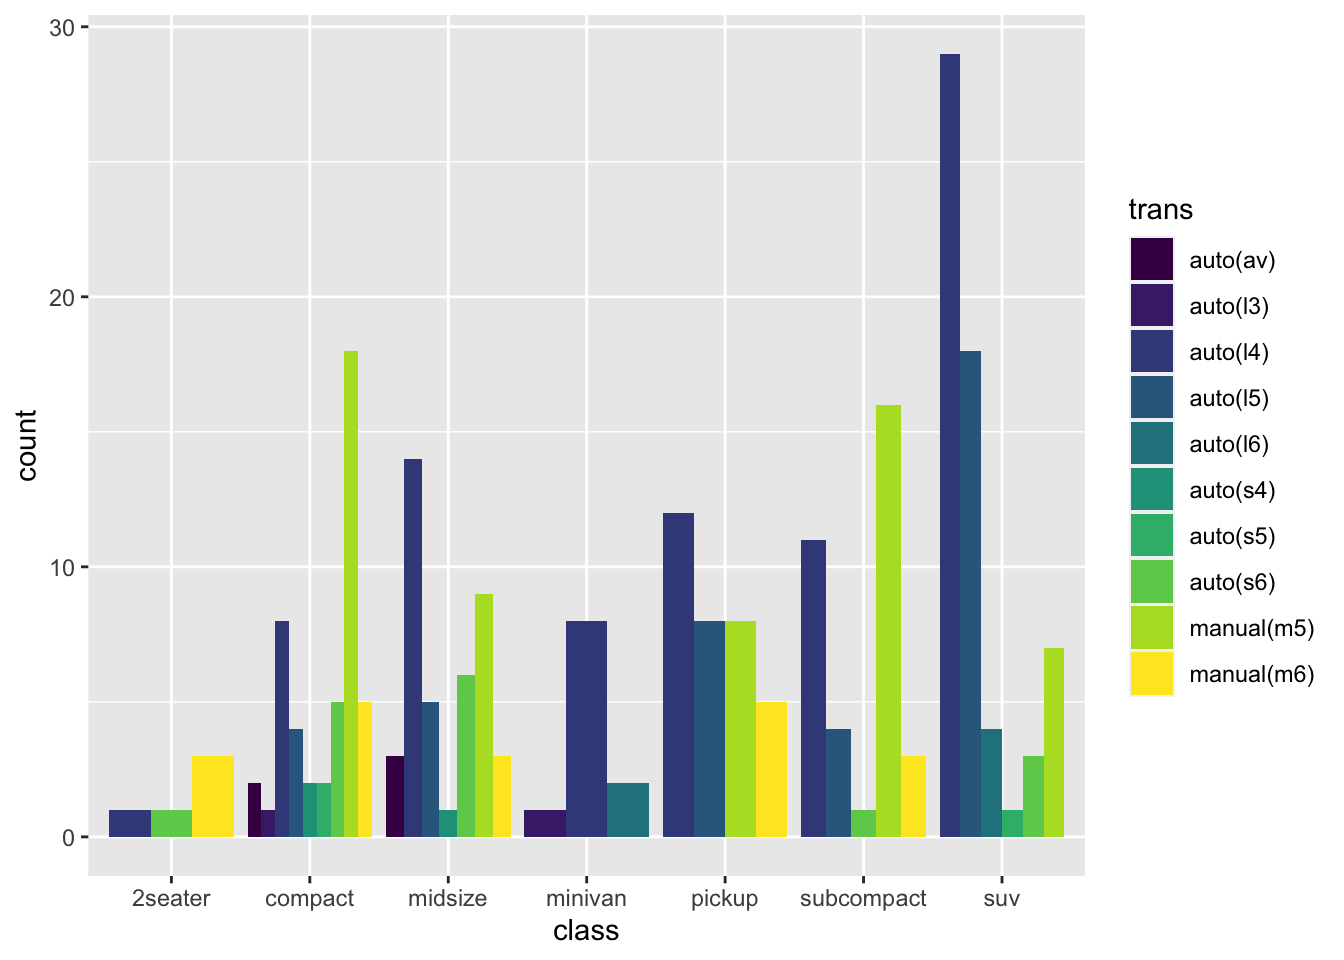 30
20
10
0
count
2seater compact midsize minivan pickup subcompact suv
class
trans
auto(av)
auto(l3)
auto(l4)
auto(l5)
auto(l6)
auto(s4)
auto(s5)
auto(s6)
manual(m5)
manual(m6)